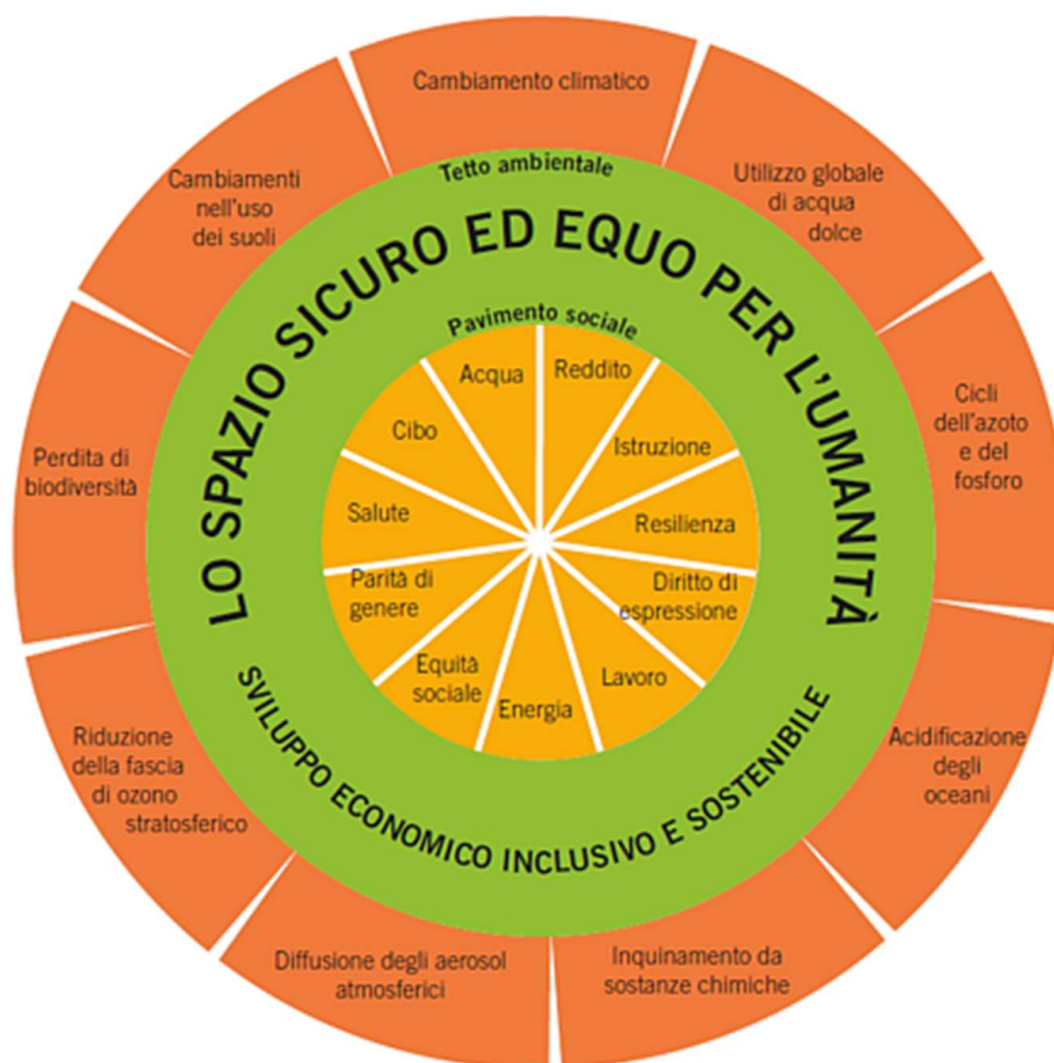 Cambiamento climatico
Utilizzo globale
di acqua
dolce
Cicli
dell'azoto
e del
fosforo
Acidificazione
degli
oceani
Inquinamento da
sostanze chimiche
Diffusione degli aerosol
atmosferici
Riduzione
della fascia
di ozono
stratosferico
Perdita di
biodiversità
Cambiamenti
nell'uso
dei suoli
Tetto ambientale
LO SPAZIO SICURO ED EQUO PER L'UMANITÀ
Pavimento sociale
Acqua
Reddito
Istruzione
Resilienza
Diritto di
espressione
Lavoro
Energia
Equità
sociale
Parità di
genere
Salute
Cibo
SVILUPPO ECONOMICO INCLUSIVO E SOSTENIBILE